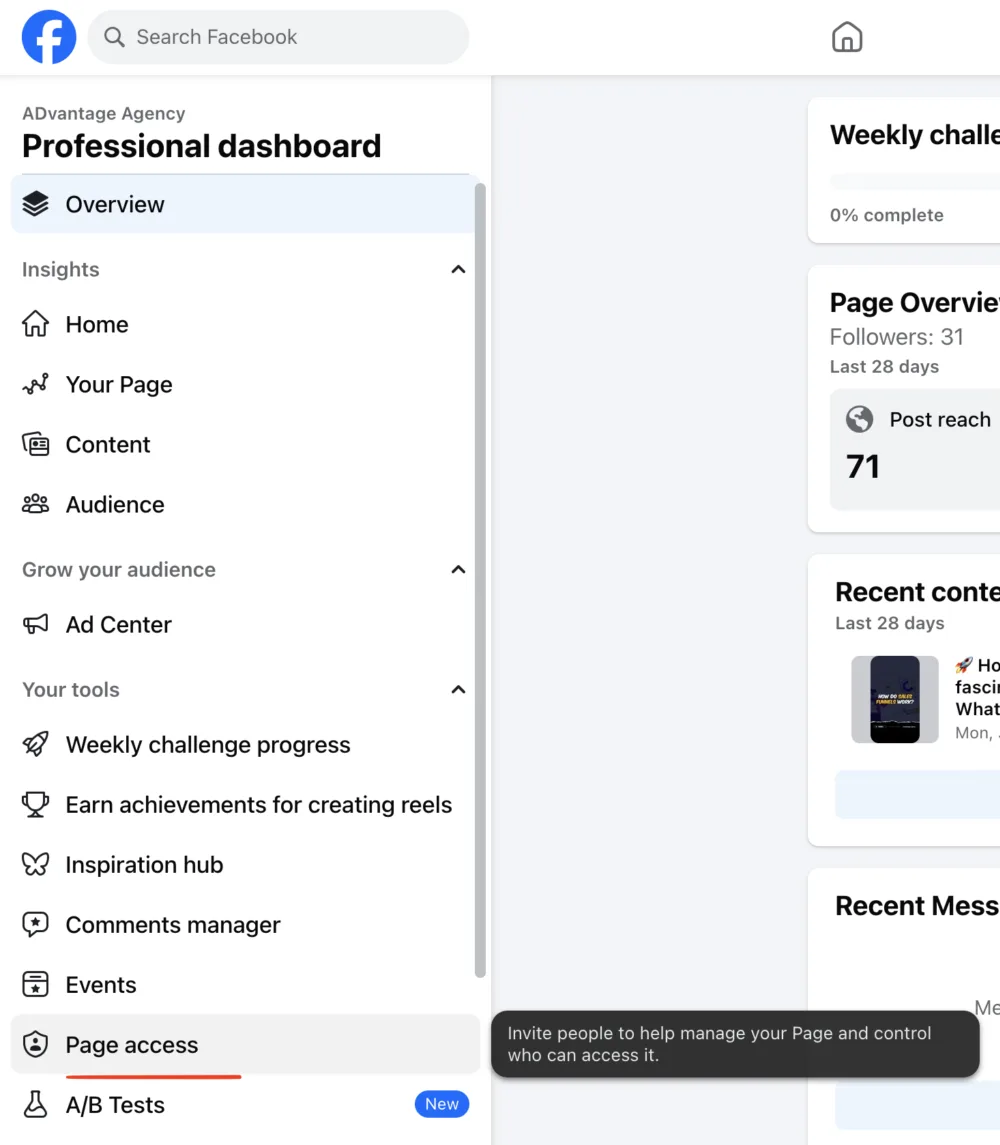 Search Facebook
ADvantage Agency
Professional dashboard
Overview
Insights
Home
Your Page
Content
Audience
Grow your audience
Ad Center
Your tools
Weekly challenge progress
Earn achievements for creating reels
Inspiration hub
Comments manager
Events
Page access
A/B Tests
New
Invite people to help manage your Page and control
who can access it.
Weekly challe
0% complete
Page Overvie
Followers: 31
Last 28 days
Post reach
71
Recent conte
Last 28 days
HOW DO SALES
FUNNELS WORK?
🚀 Ho
fascin
What
Mon,
Recent Mess
Me